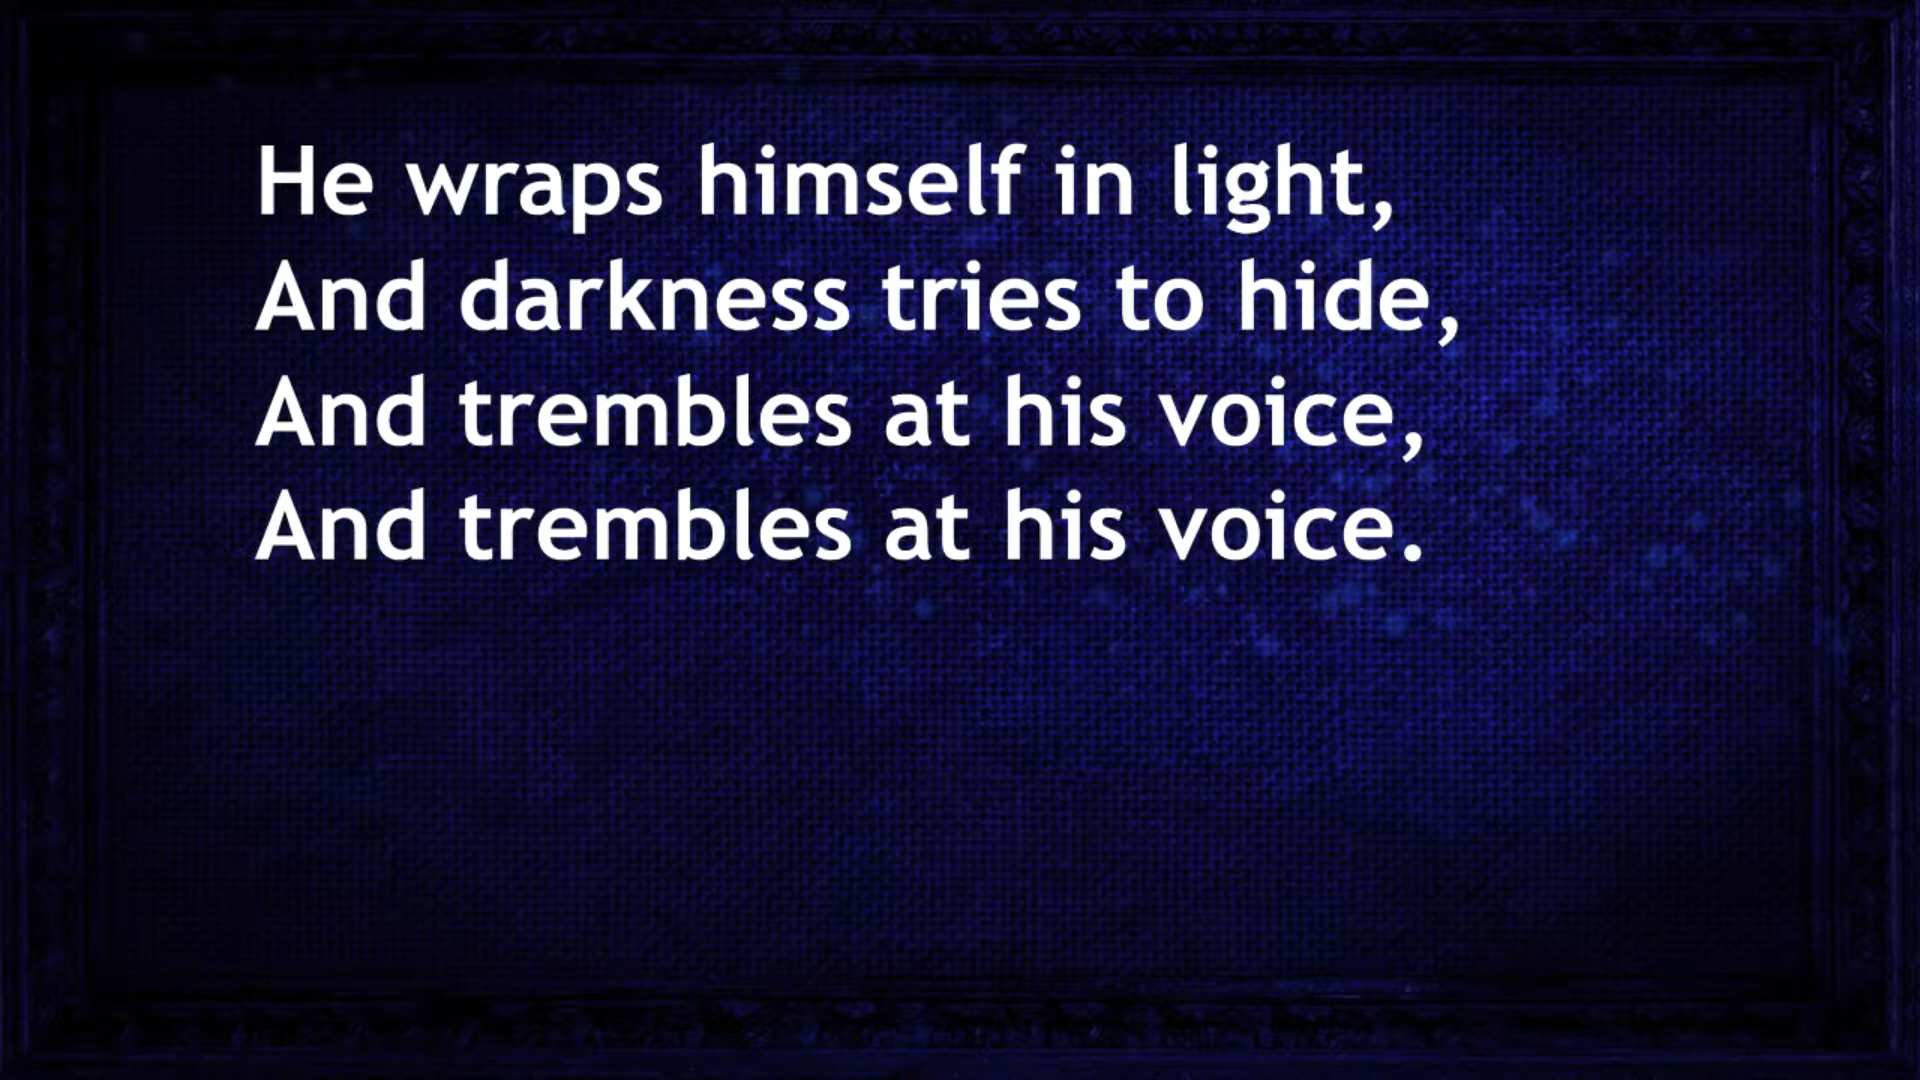 He wraps himself in light,
And darkness tries to hide,
And trembles at his voice,
And trembles at his voice.